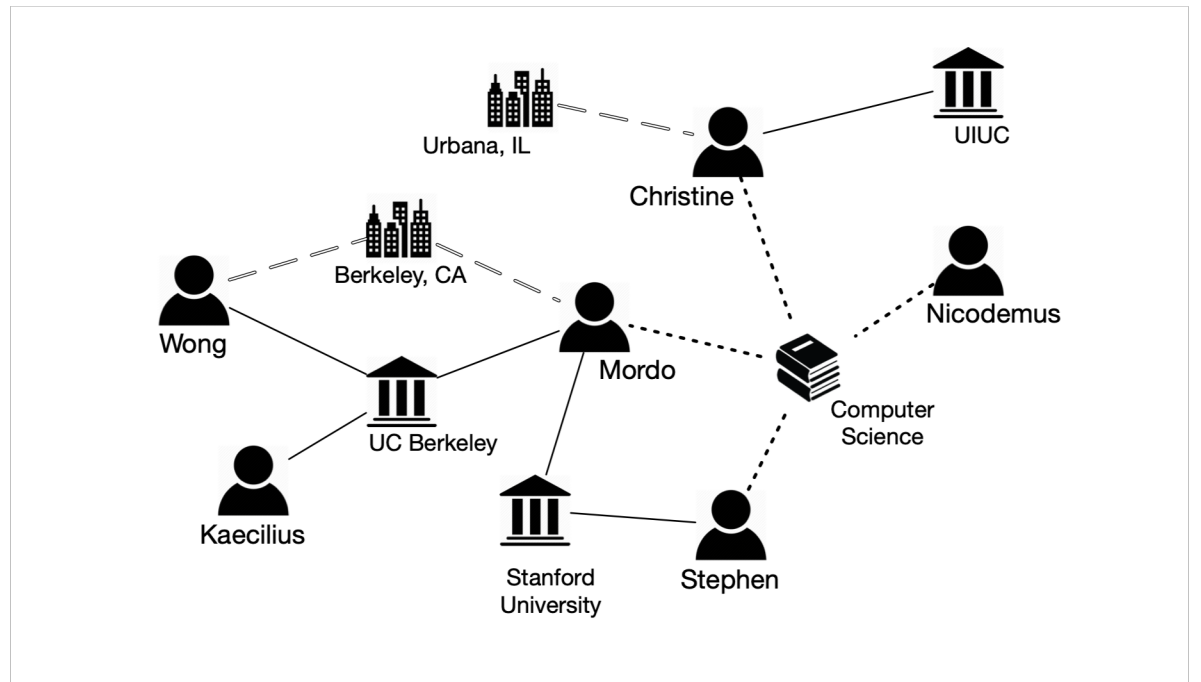 Urbana, IL
UIUC
Christine
Berkeley, CA
Nicodemus
Wong
Mordo
Computer
Science
UC Berkeley
Kaecilius
Stanford
University
Stephen